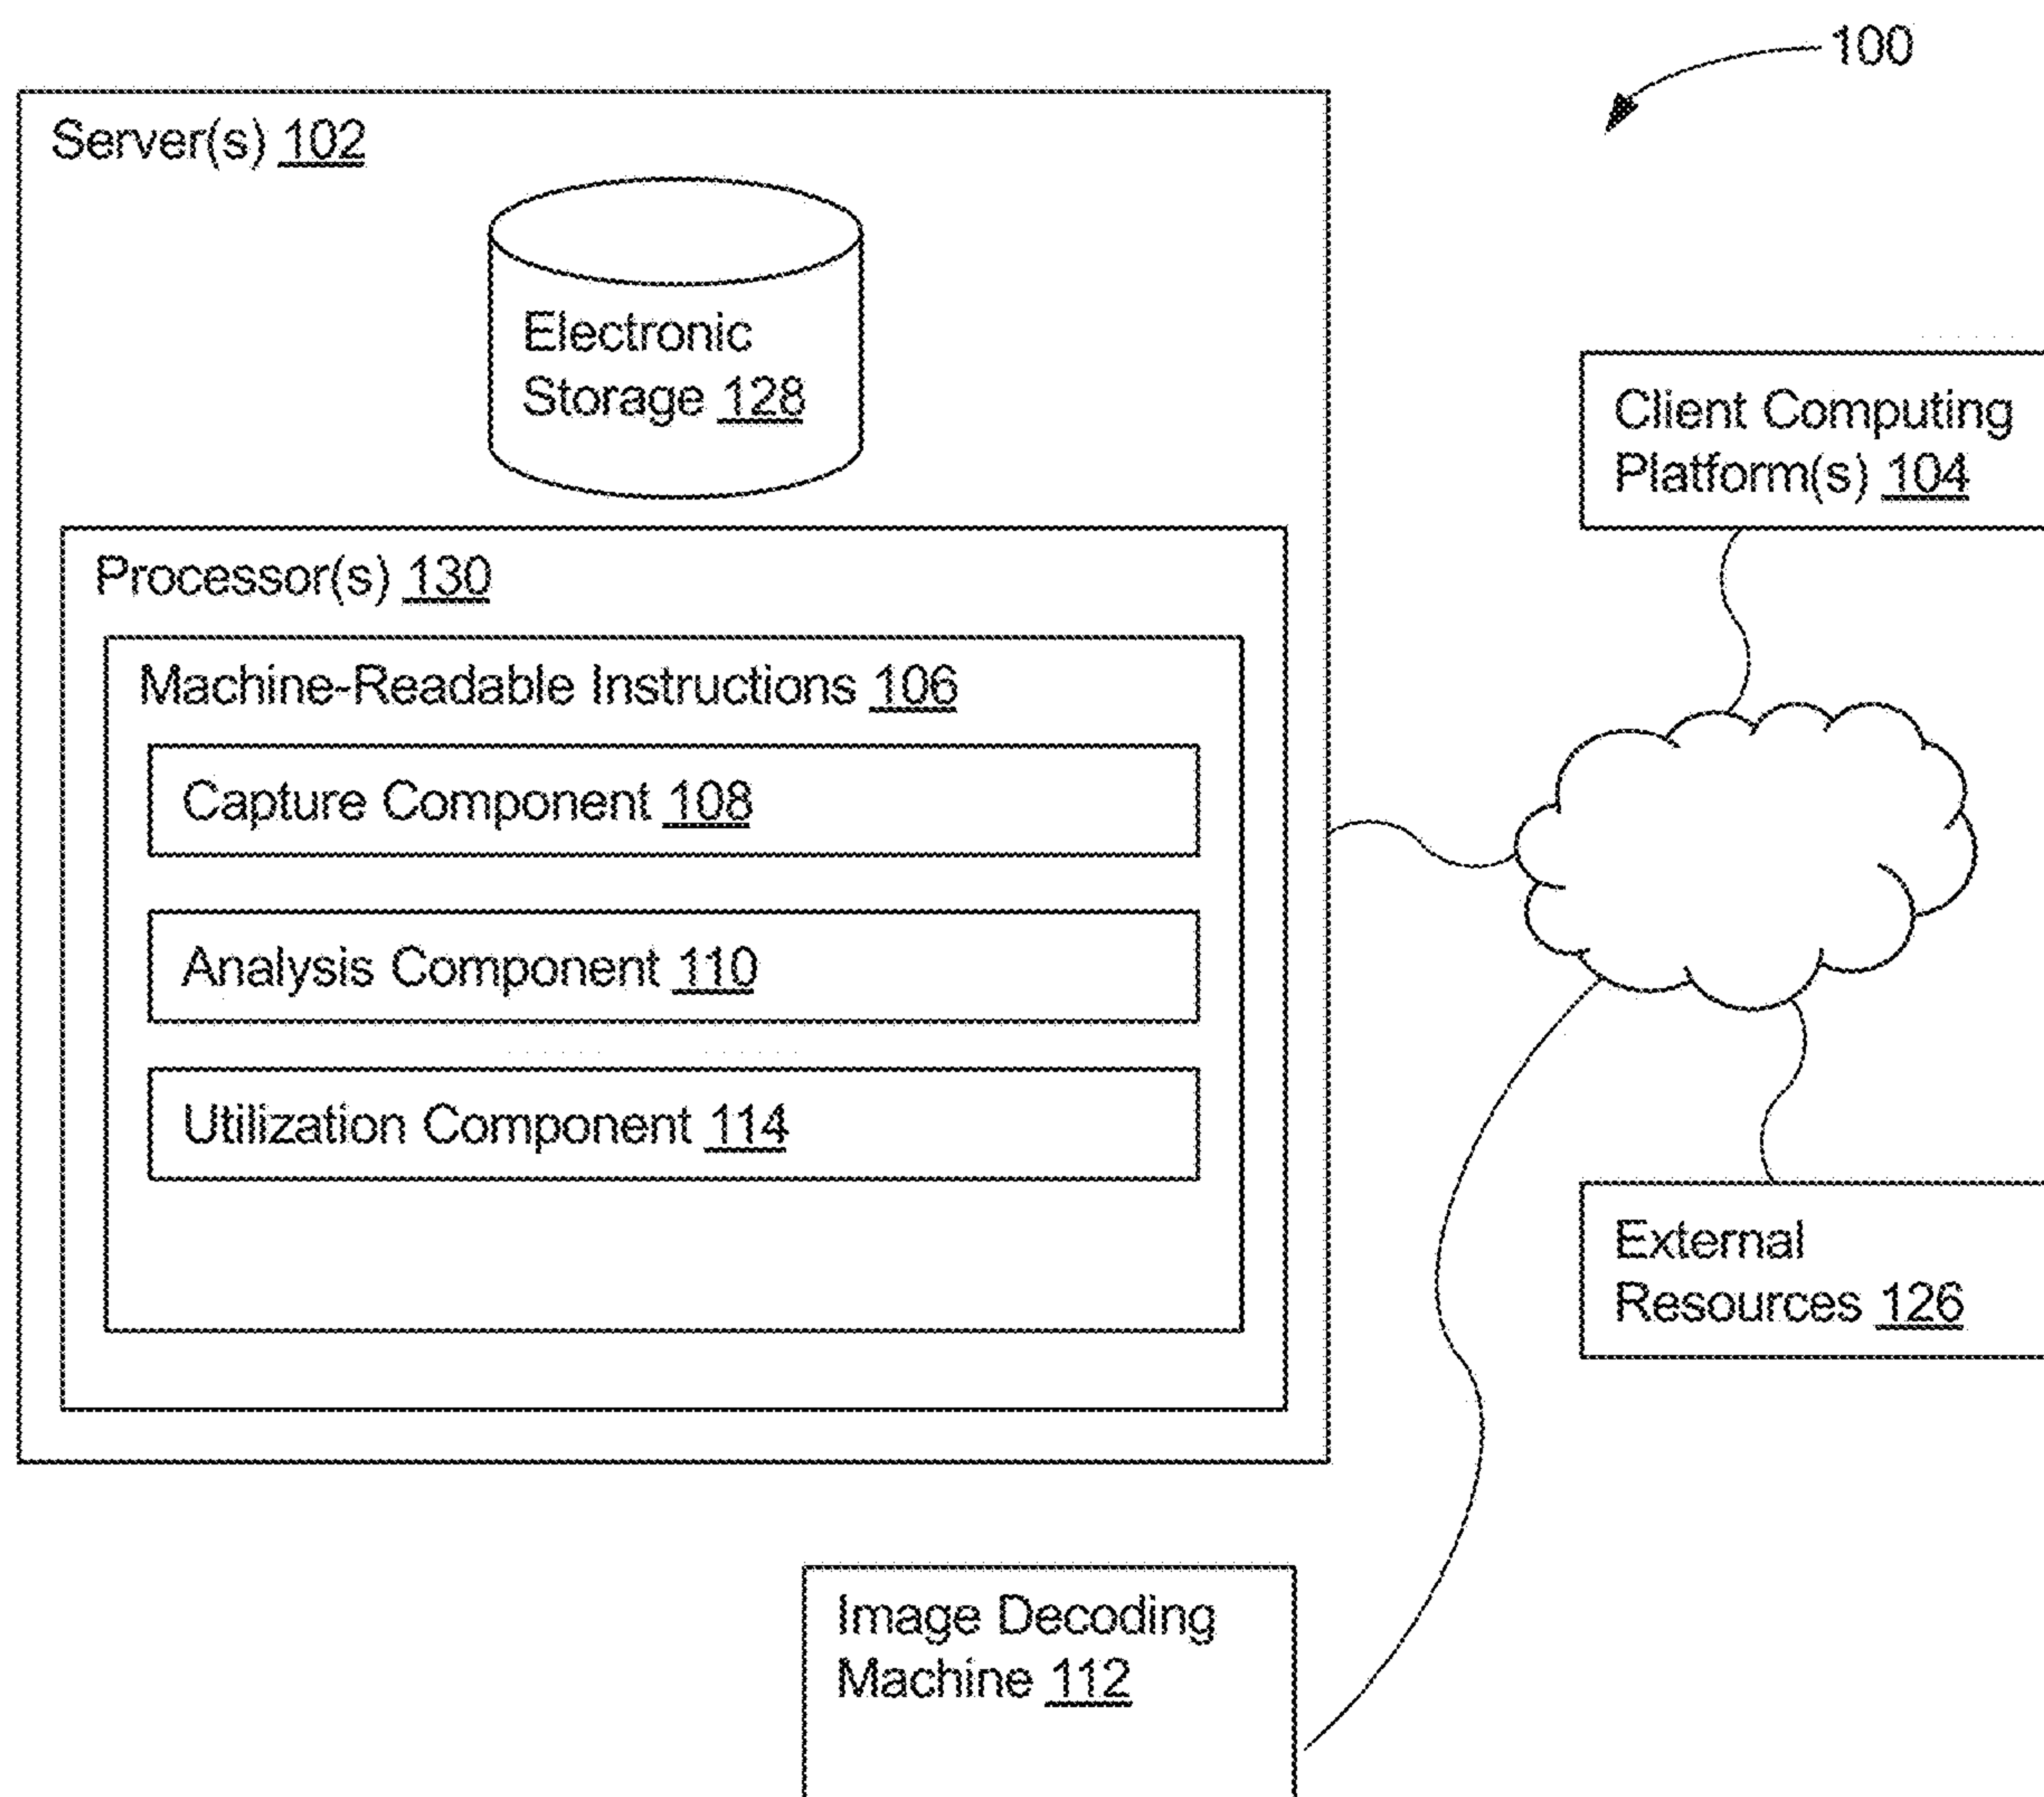 100
Server(s) 102
Electronic
Storage 128
Client Computing
Platform(s) 104
Processor(s) 130
Machine-Readable Instructions 106
Capture Component 108
Analysis Component 110
Utilization Component 114
External
Resources 126
Image Decoding
Machine 112